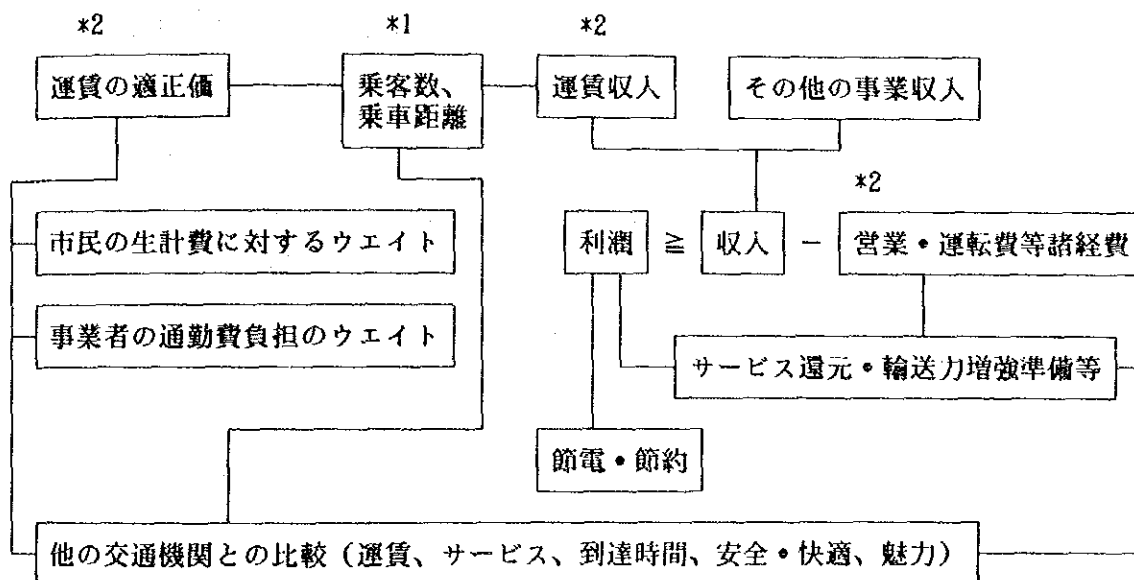 *2 *1 *2
運賃の適正価 乗客数、 運賃収入 その他の事業収入
乗車距離
*2
市民の生計費に対するウエイト 利潤 ≧ 収入 − 営業・運転費等諸経費
事業者の通勤費負担のウエイト
サービス還元・輸送力増強準備等
節電・節約
他の交通機関との比較（運賃、サービス、到達時間、安全・快適、魅力）